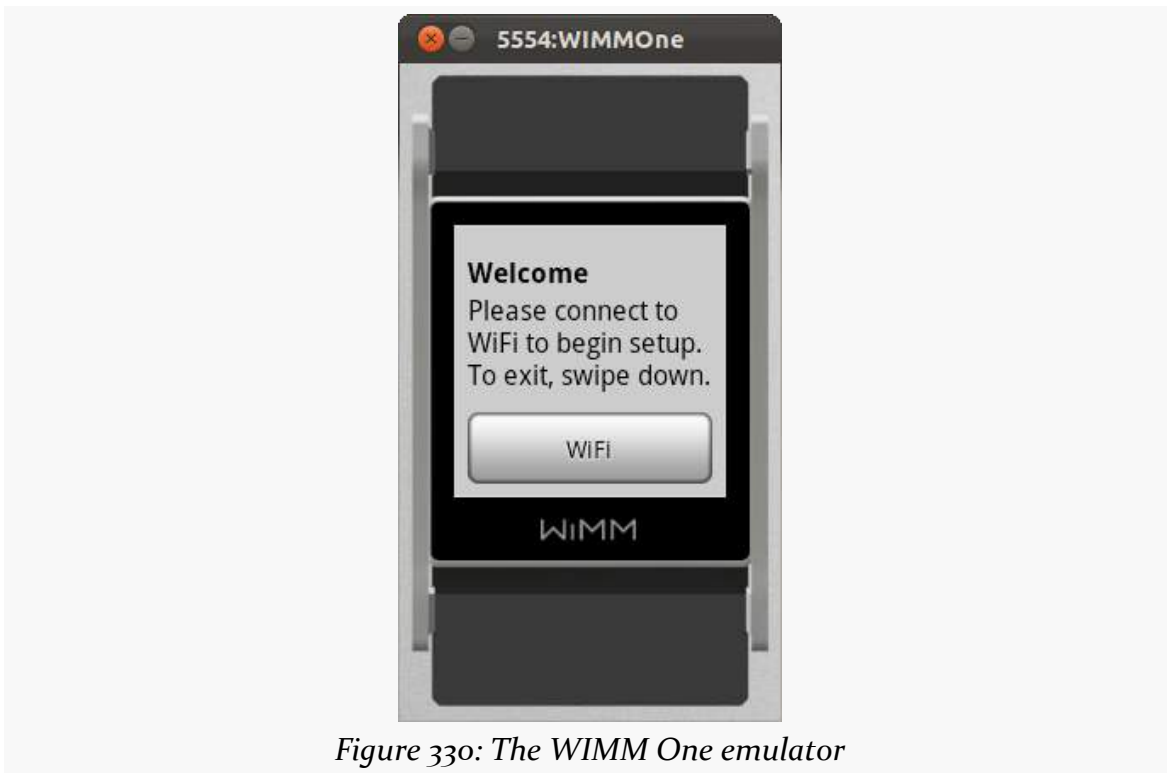 5554:WIMMOne
Welcome
Please connect to
WiFi to begin setup.
To exit, swipe down.
WiFi
WIMM
Figure 330: The WIMM One emulator